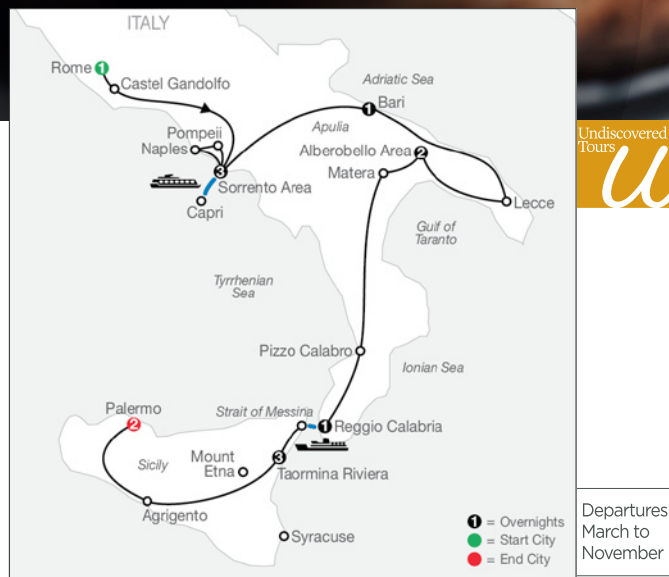 ITALY
Rome 1
Castel Gandolfo
Adriatic Sea
1 Bari
Pompeii
Apulia
Naples
Alberobello Area 2
3
Matera
Sorrento Area
Capri
Lecce
Gulf of
Taranto
Tyrrhenian
Sea
Pizzo Calabro
Ionian Sea
Palermo
2
Strait of Messina
1 Reggio Calabria
Mount
Etna
Sicily
3
Taormina Riviera
Agrigento
Syracuse
1 = Overnights
= Start City
= End City
Undiscovered
Tours
U
Departures
March to
November